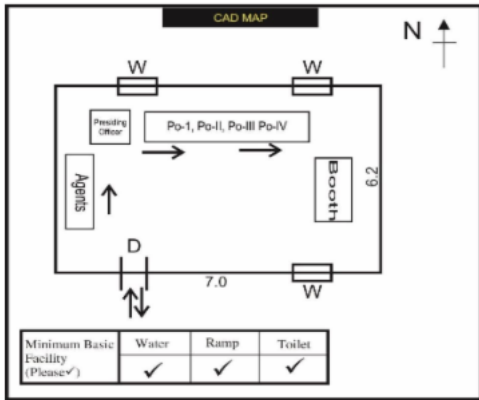 CAD MAP
N
W
W
Presiding
Officer
Po-1, Po-II, Po-III Po-IV
Agents
Booth
6.2
D
7.0
W
Minimum Basic
Facility
(Please✓)
Water
Ramp
Toilet
✓
✓
✓